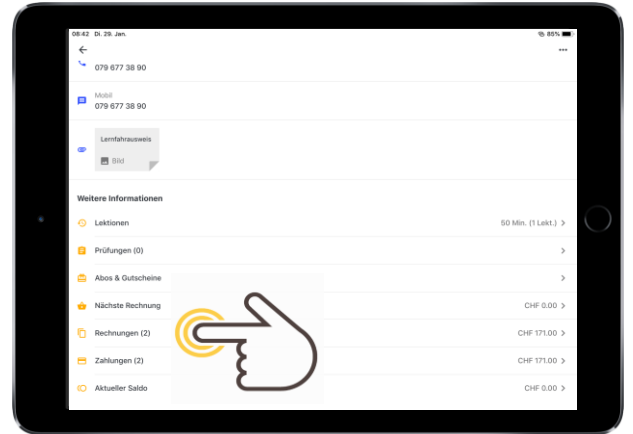 08:42 Di. 29. Jan. 85%
079 677 38 90
Mobil
079 677 38 90
Lernfahrausweis
Bild
Weitere Informationen
Lektionen 50 Min. (1 Lekt.)
Prüfungen (0)
Abos & Gutscheine
Nächste Rechnung CHF 0.00
Rechnungen (2) CHF 171.00
Zahlungen (2) CHF 171.00
Aktueller Saldo CHF 0.00